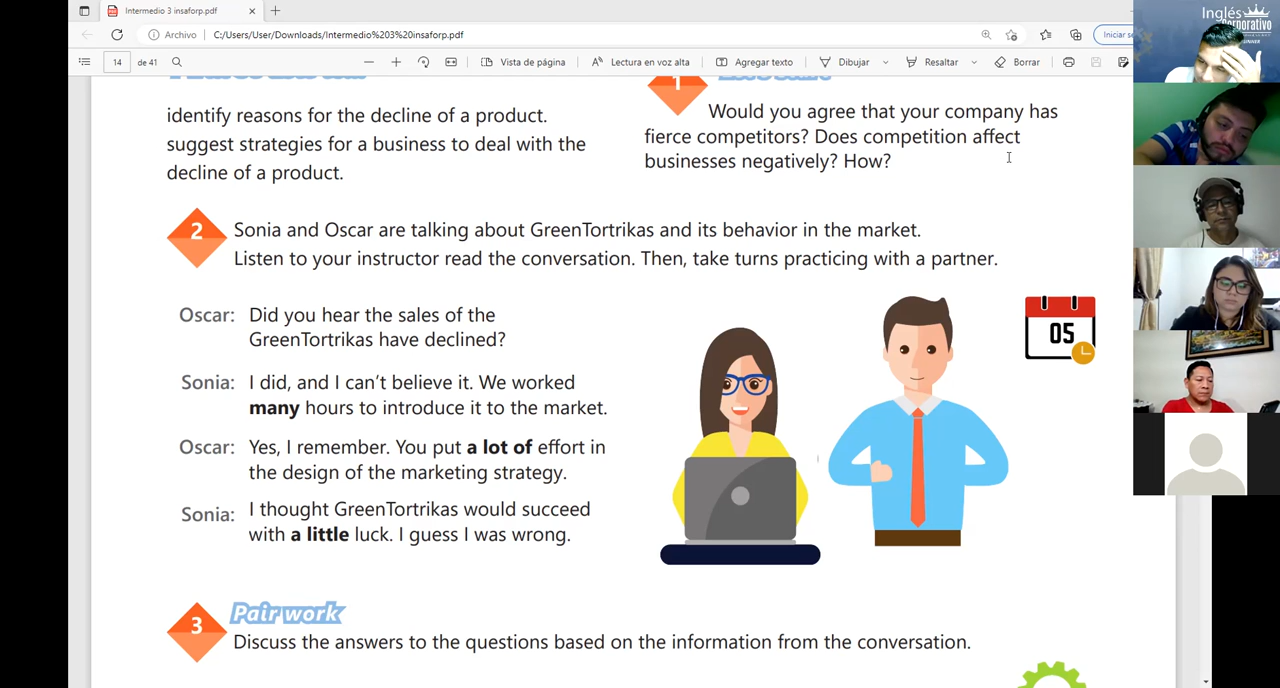 Intermedio 3 insaforp.pdf
Archivo
C:/Users/User/Downloads/Intermedio%203%20insaforp.pdf
Iniciar se
14 de 41
Vista de página
Lectura en voz alta
Agregar texto
Dibujar
Resaltar
Borrar
Inglés
Corporativo
identify reasons for the decline of a product.
suggest strategies for a business to deal with the
decline of a product.
1
Would you agree that your company has
fierce competitors? Does competition affect
businesses negatively? How?
2
Sonia and Oscar are talking about GreenTortrikas and its behavior in the market.
Listen to your instructor read the conversation. Then, take turns practicing with a partner.
Oscar: Did you hear the sales of the
GreenTortrikas have declined?
Sonia: I did, and I can't believe it. We worked
many hours to introduce it to the market.
Oscar: Yes, I remember. You put a lot of effort in
the design of the marketing strategy.
Sonia: I thought GreenTortrikas would succeed
with a little luck. I guess I was wrong.
05
3
Pair work
Discuss the answers to the questions based on the information from the conversation.